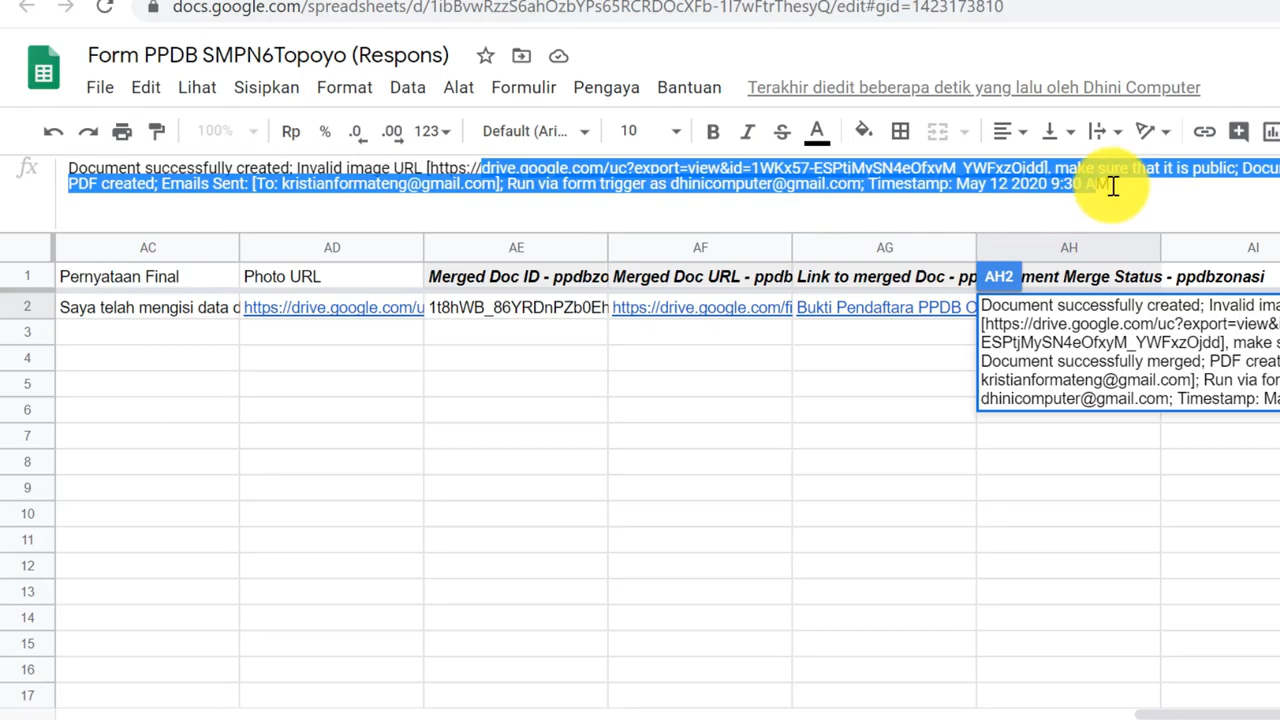 docs.google.com/spreadsheets/d/1ibBvwRzzS6ahOzbYPs65RCRDOcXFb-1I7wFtrThesyQ/edit#gid=1423173810
Form PPDB SMPN6Topoyo (Respons)
File Edit Lihat Sisipkan Format Data Alat Formulir Pengaya Bantuan Terakhir diedit beberapa detik yang lalu oleh Dhini Computer
100% Rp % .0 .00 123 Default (Ari... 10 B I S A
fx Document successfully created; Invalid image URL [https://drive.google.com/uc?export=view&id=1WKx57-ESPtjMySN4eOfxyM_YWFxzOjdd], make sure that it is public; Docu
PDF created; Emails Sent: [To: kristianformateng@gmail.com]; Run via form trigger as dhinicomputer@gmail.com; Timestamp: May 12 2020 9:30 AM
AC AD AE AF AG AH AI
1 Pernyataan Final Photo URL Merged Doc ID - ppdbzo Merged Doc URL - ppdb Link to merged Doc - pp AH2 ment Merge Status - ppdbzonasi
2 Saya telah mengisi data d https://drive.google.com/u 1t8hWB_86YRDnPZb0Eh https://drive.google.com/fi Bukti Pendaftara PPDB O Document successfully created; Invalid ima
[https://drive.google.com/uc?export=view&i
3 ESPtjMySN4eOfxyM_YWFxzOjdd], make s
4 Document successfully merged; PDF creat
5 kristianformateng@gmail.com]; Run via for
dhinicomputer@gmail.com; Timestamp: Ma
6
7
8
9
10
11
12
13
14
15
16
17